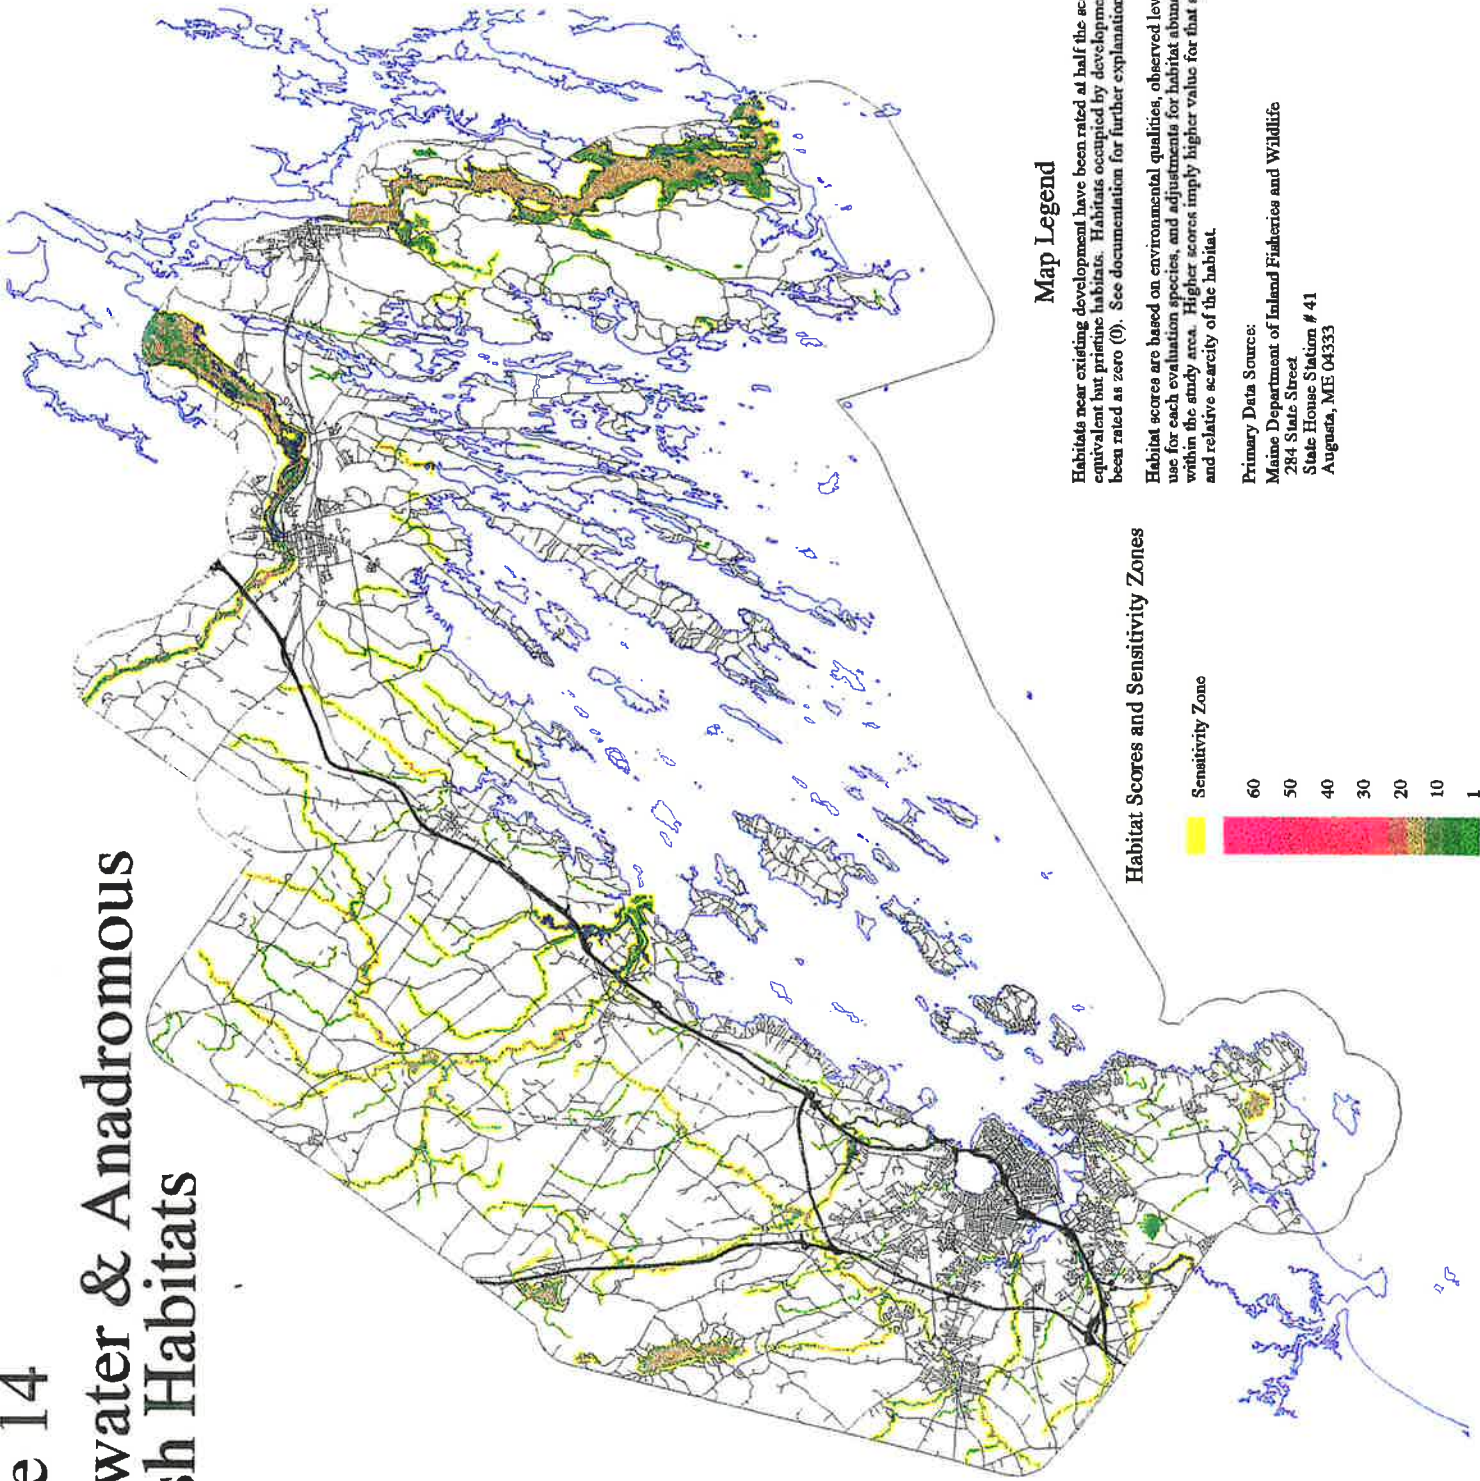 14
water & Anadromous
sh Habitats
Map Legend
Habitats near existing development have been rated at half the
equivalent but pristine habitats. Habitats occupied by
been rated as zero (0). See documentation for further explanation
Habitat scores are based on environmental qualities, observed
use for each evaluation species, and adjustments for habitat
within the study area. Higher scores imply higher value for that
and relative scarcity of the habitat.
Primary Data Source:
Maine Department of Inland Fisheries and Wildlife
284 State Street
State House Station # 41
Augusta, ME 04333
Habitat Scores and Sensitivity Zones
Sensitivity Zone
60
50
40
30
20
10
1